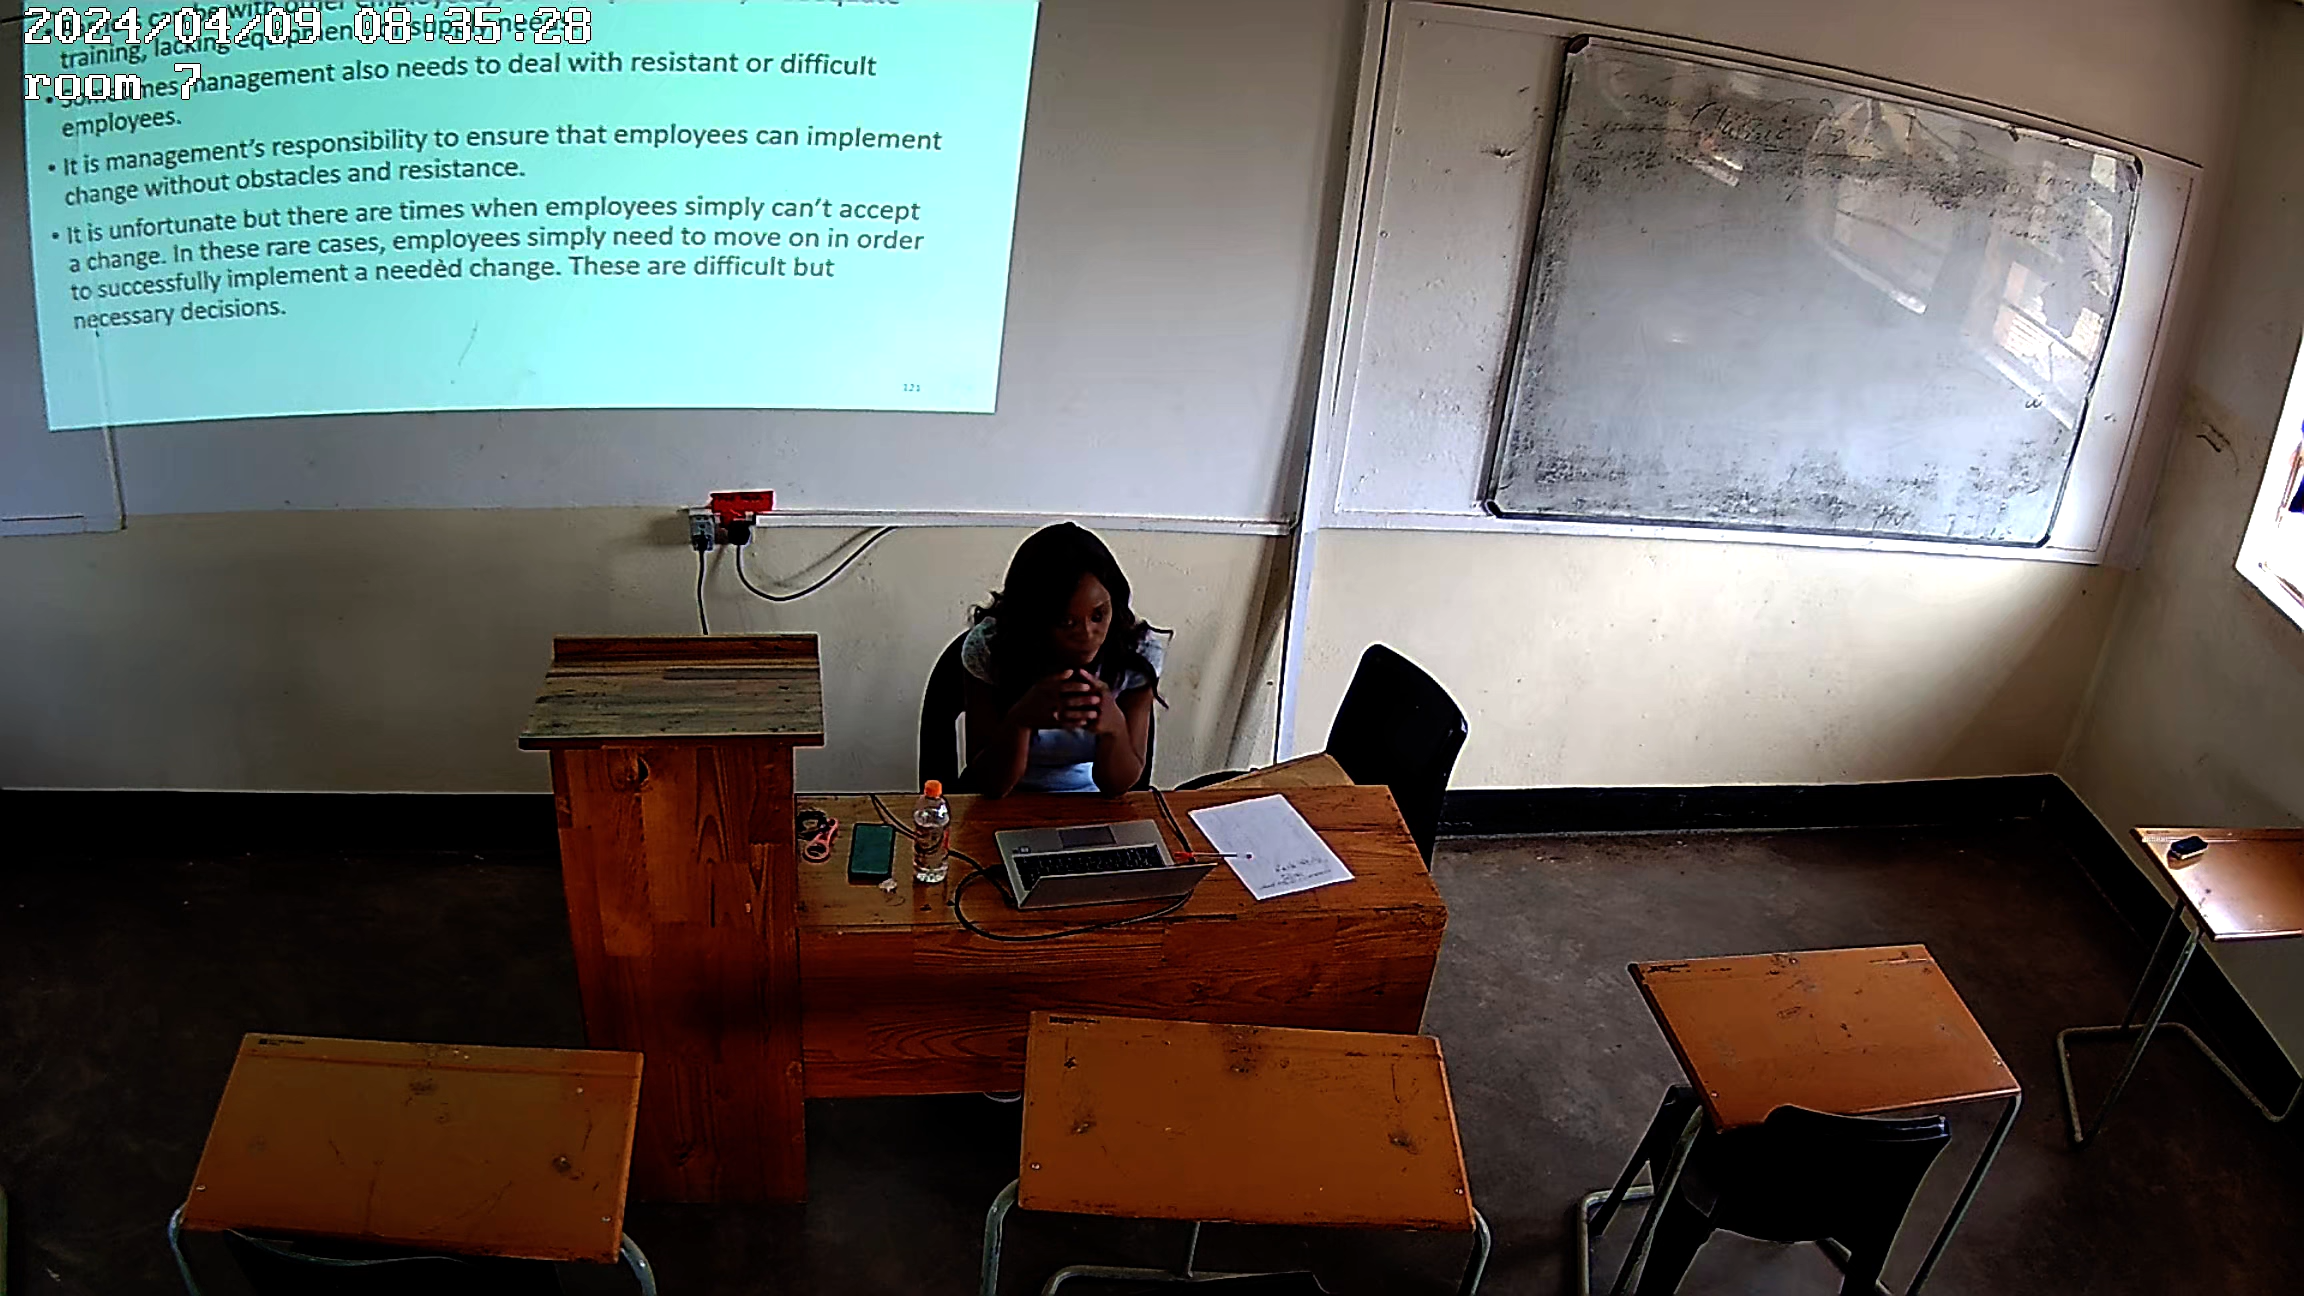 2024/04/09 08:35:28
room 7
training, lacking equipment
management also needs to deal with resistant or difficult
employees.
• It is management's responsibility to ensure that employees can implement
change without obstacles and resistance.
• It is unfortunate but there are times when employees simply can't accept
a change. In these rare cases, employees simply need to move on in order
to successfully implement a needed change. These are difficult but
necessary decisions.
121